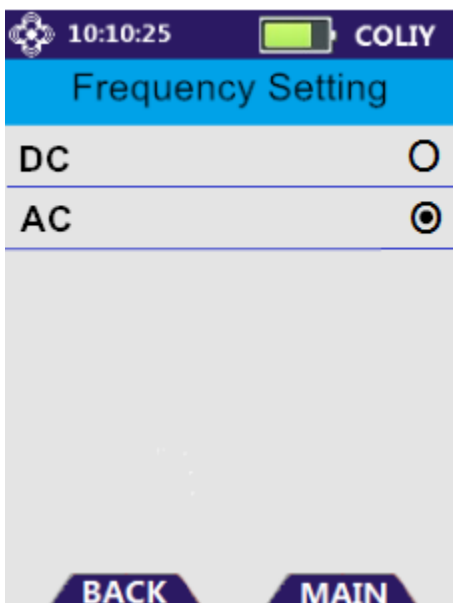 10:10:25 COLIY
Frequency Setting
DC
AC
BACK MAIN